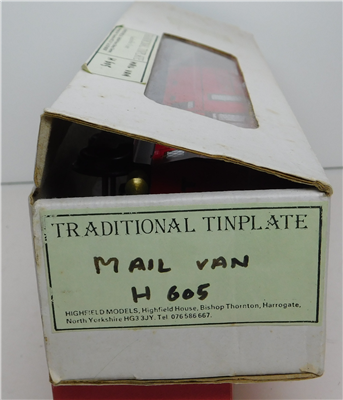 TRADITIONAL TINPLATE
MAIL VAN
H 605
HIGHFIELD MODELS, Highfield House, Bishop Thornton, Harrogate,
North Yorkshire HG3 3JY. Tel. 076 586 667.